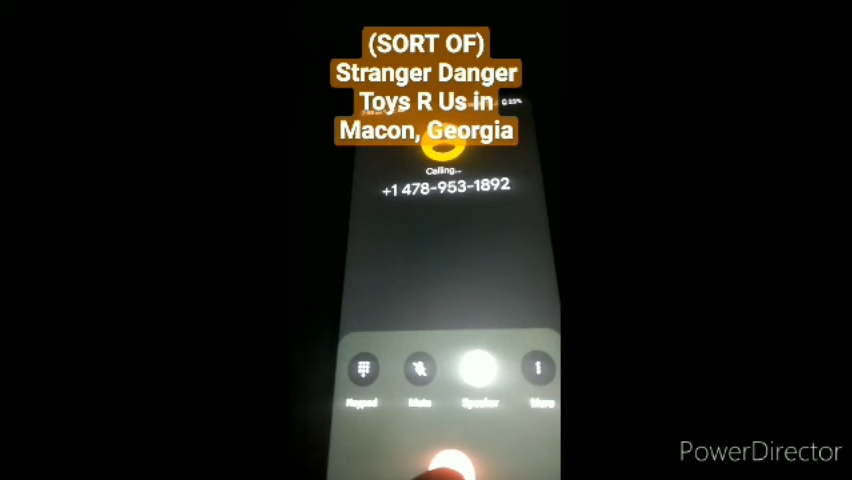 (SORT OF)
Stranger Danger
Toys R Us in
Macon, Georgia
Calling...
+1 478-953-1892
Keypad
Mute
Speaker
More
PowerDirector